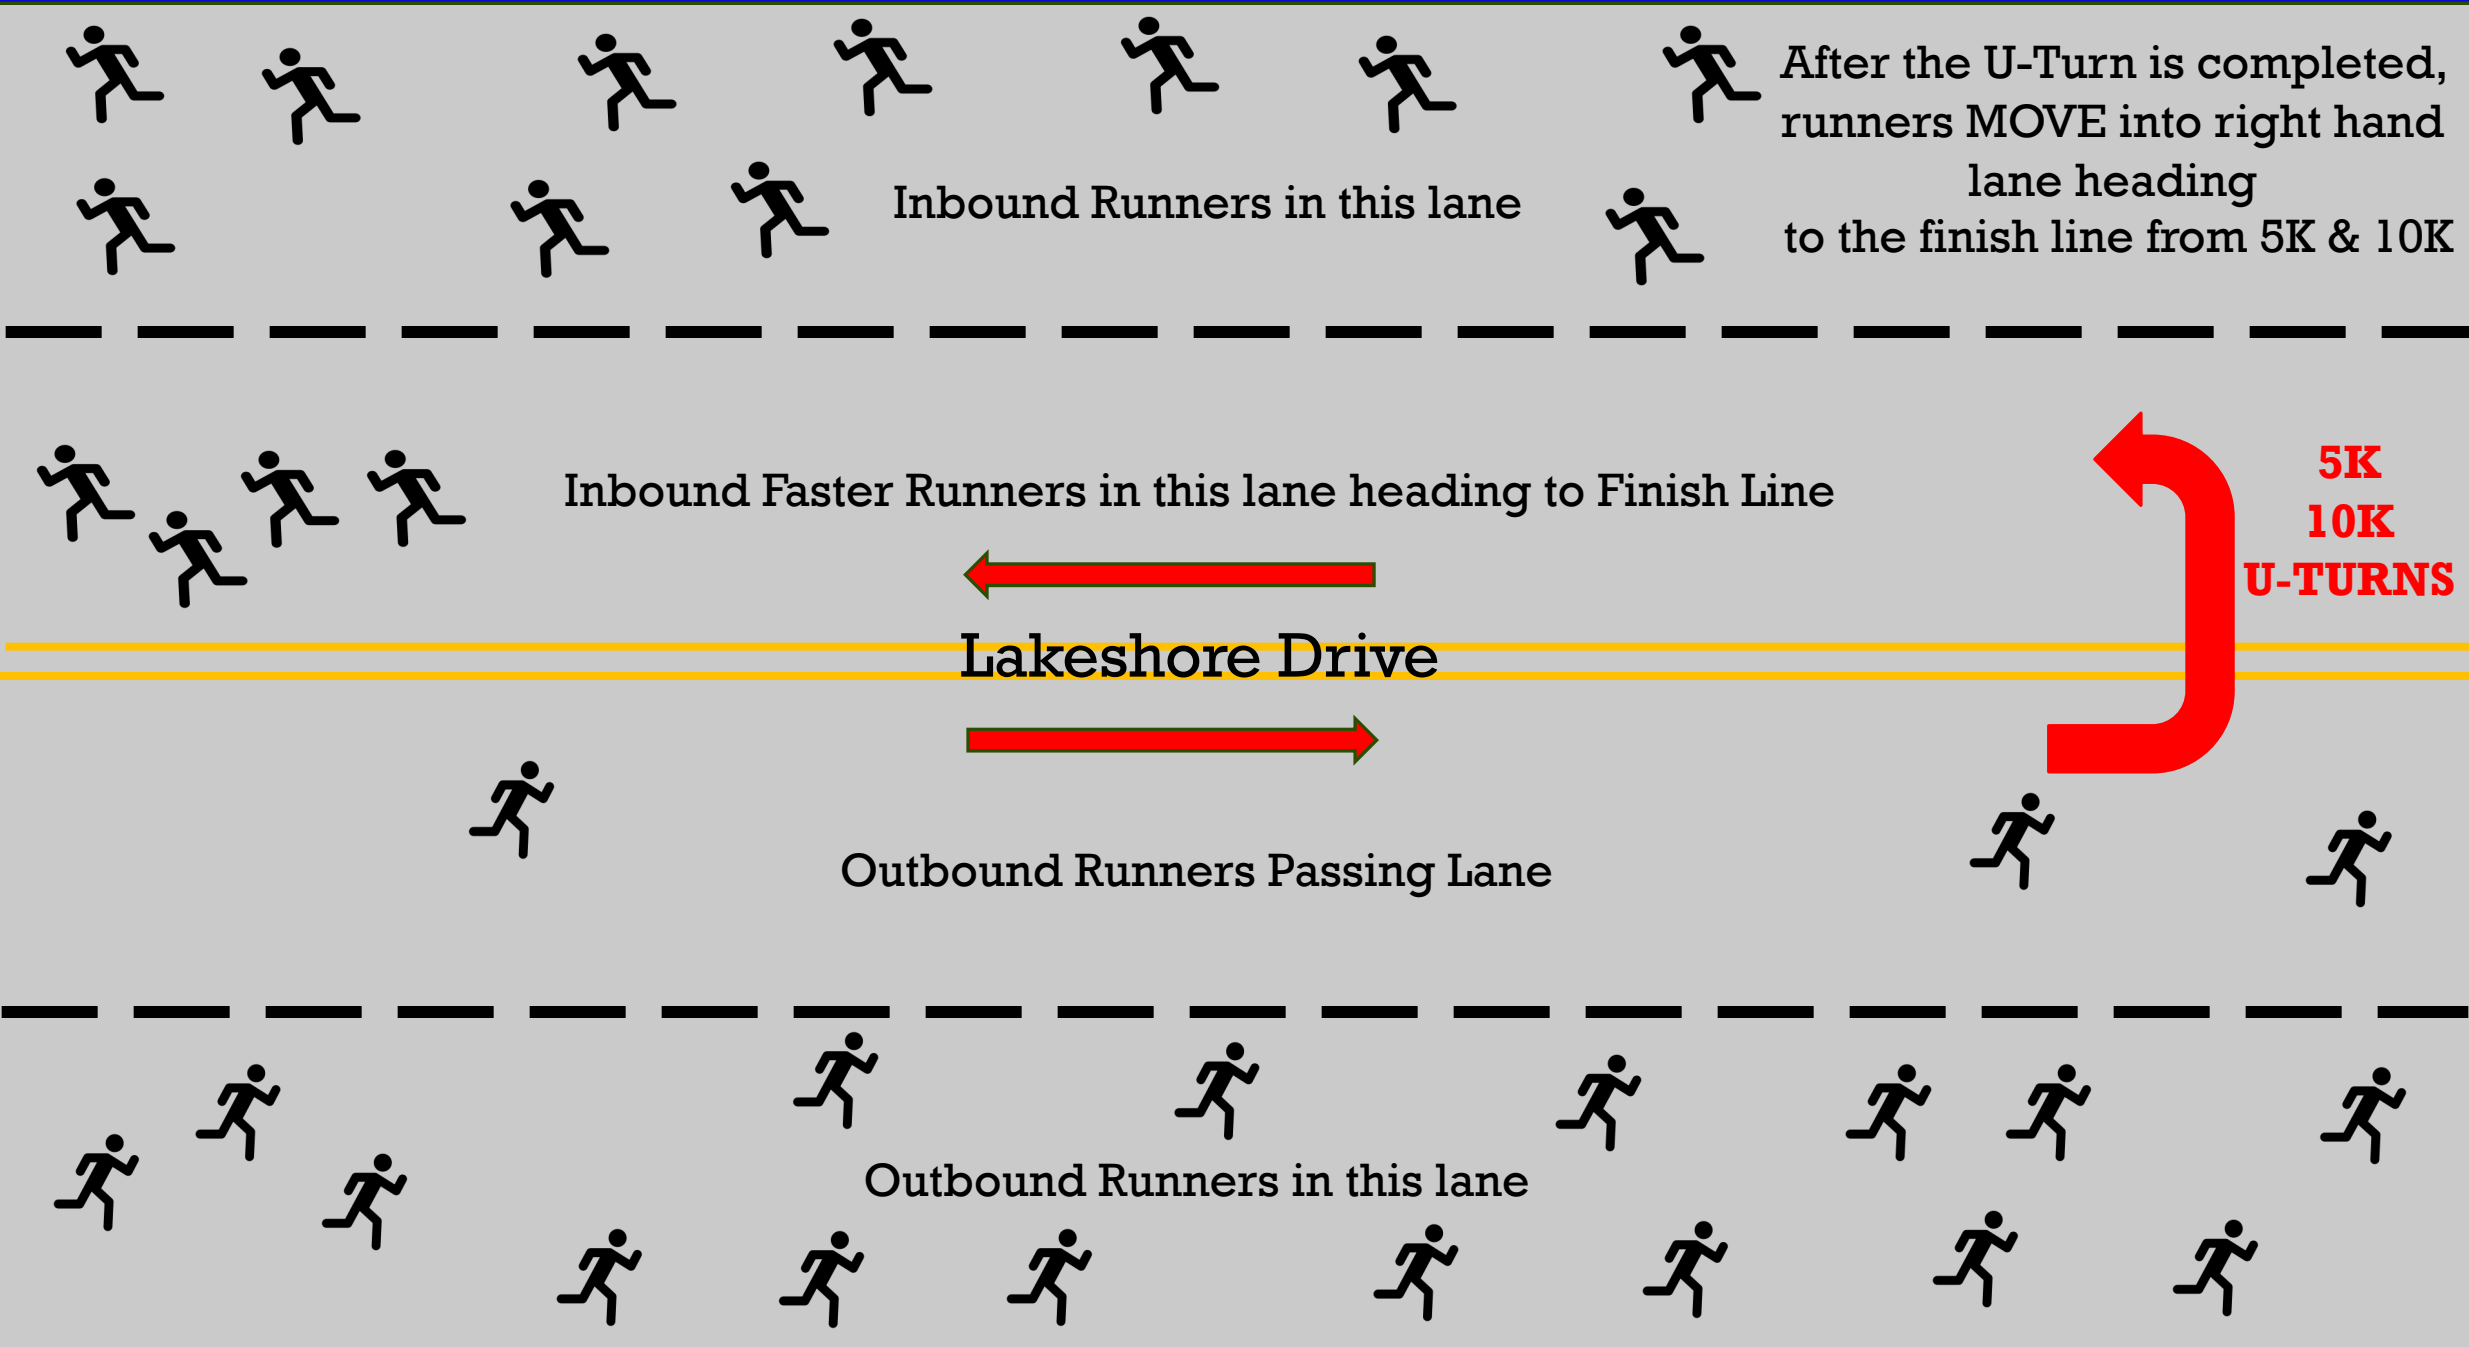 After the U-Turn is completed,
runners MOVE into right hand
lane heading
to the finish line from 5K & 10K
Inbound Runners in this lane
Inbound Faster Runners in this lane heading to Finish Line
5K
10K
U-TURNS
Lakeshore Drive
Outbound Runners Passing Lane
Outbound Runners in this lane